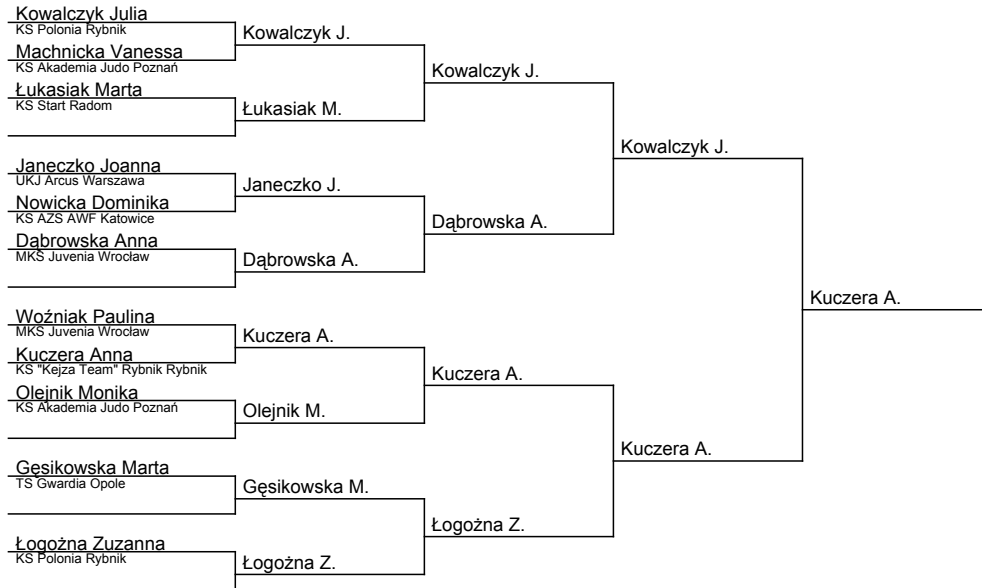 Kowalczyk Julia
KS Polonia Rybnik
Machnicka Vanessa
KS Akademia Judo Poznań
Łukasiak Marta
KS Start Radom
Janeczko Joanna
UKJ Arcus Warszawa
Nowicka Dominika
KS AZS AWF Katowice
Dąbrowska Anna
MKS Juvenia Wrocław
Woźniak Paulina
MKS Juvenia Wrocław
Kuczera Anna
KS "Kejza Team" Rybnik Rybnik
Olejnik Monika
KS Akademia Judo Poznań
Gęsikowska Marta
TS Gwardia Opole
Łogożna Zuzanna
KS Polonia Rybnik
Kowalczyk J.
Łukasiak M.
Janeczko J.
Dąbrowska A.
Kuczera A.
Olejnik M.
Gęsikowska M.
Łogożna Z.
Kowalczyk J.
Dąbrowska A.
Kuczera A.
Łogożna Z.
Kowalczyk J.
Kuczera A.
Kuczera A.